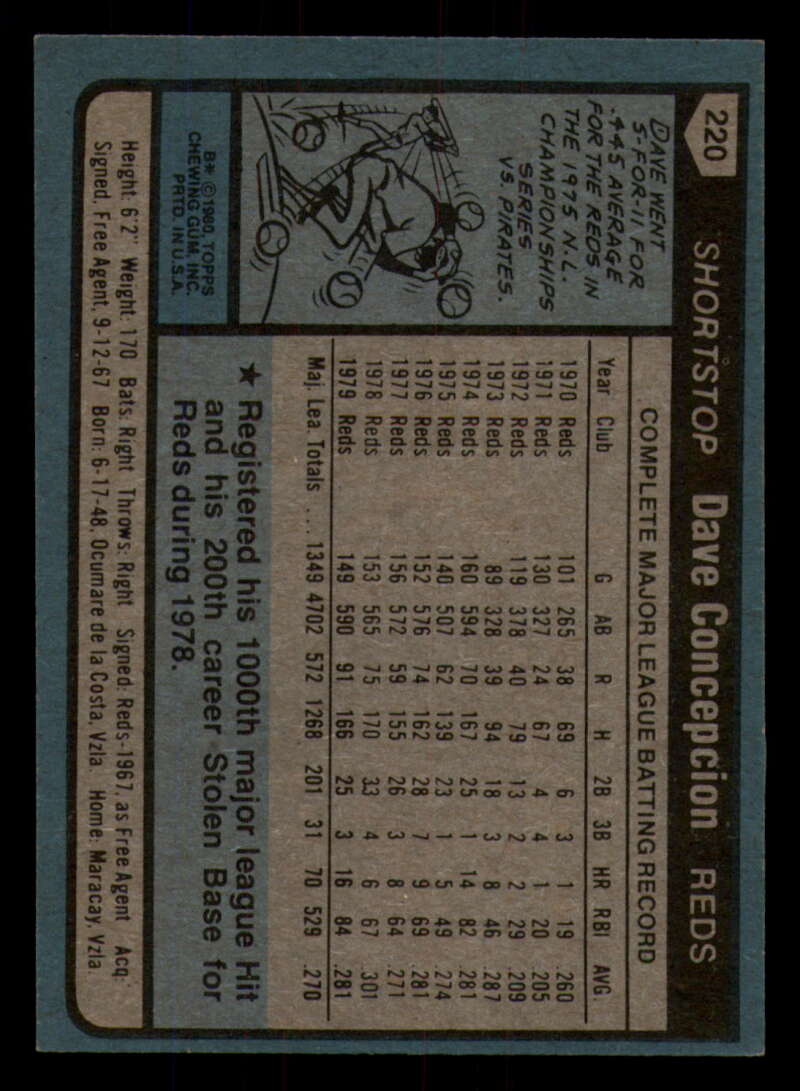 220 SHORTSTOP Dave Concepcion REDS
DAVE WENT
5-FOR-11 FOR
.445 AVERAGE
FOR THE REDS IN
THE 1975 N.L.
CHAMPIONSHIPS
SERIES
VS. PIRATES.
B* © 1980 TOPPS
CHEWING GUM, INC.
PRTD. IN U.S.A.
COMPLETE MAJOR LEAGUE BATTING RECORD
Year Club G AB R H 2B 3B HR RBI AVG.
1970 Reds 101 265 38 69 6 3 1 19 .260
1971 Reds 130 327 24 67 4 4 1 20 .205
1972 Reds 119 378 40 79 13 2 2 29 .209
1973 Reds 89 328 39 94 18 3 8 46 .287
1974 Reds 160 594 70 167 25 1 14 82 .281
1975 Reds 140 507 62 139 23 1 5 49 .274
1976 Reds 152 576 74 162 28 7 9 69 .281
1977 Reds 156 572 59 155 26 3 8 64 .271
1978 Reds 153 565 75 170 33 4 6 67 .301
1979 Reds 149 590 91 166 25 3 16 84 .281
Maj. Lea. Totals .... 1349 4702 572 1268 201 31 70 529 .270
★ Registered his 1000th major league Hit
and his 200th career Stolen Base for
Reds during 1978.
Height: 6'2" Weight: 170 Bats: Right Throws: Right Signed: Reds-1967, as Free Agent Acq:
Signed, Free Agent, 9-12-67 Born: 6-17-48, Ocumare de la Costa, Vzla. Home: Maracay, Vzla.